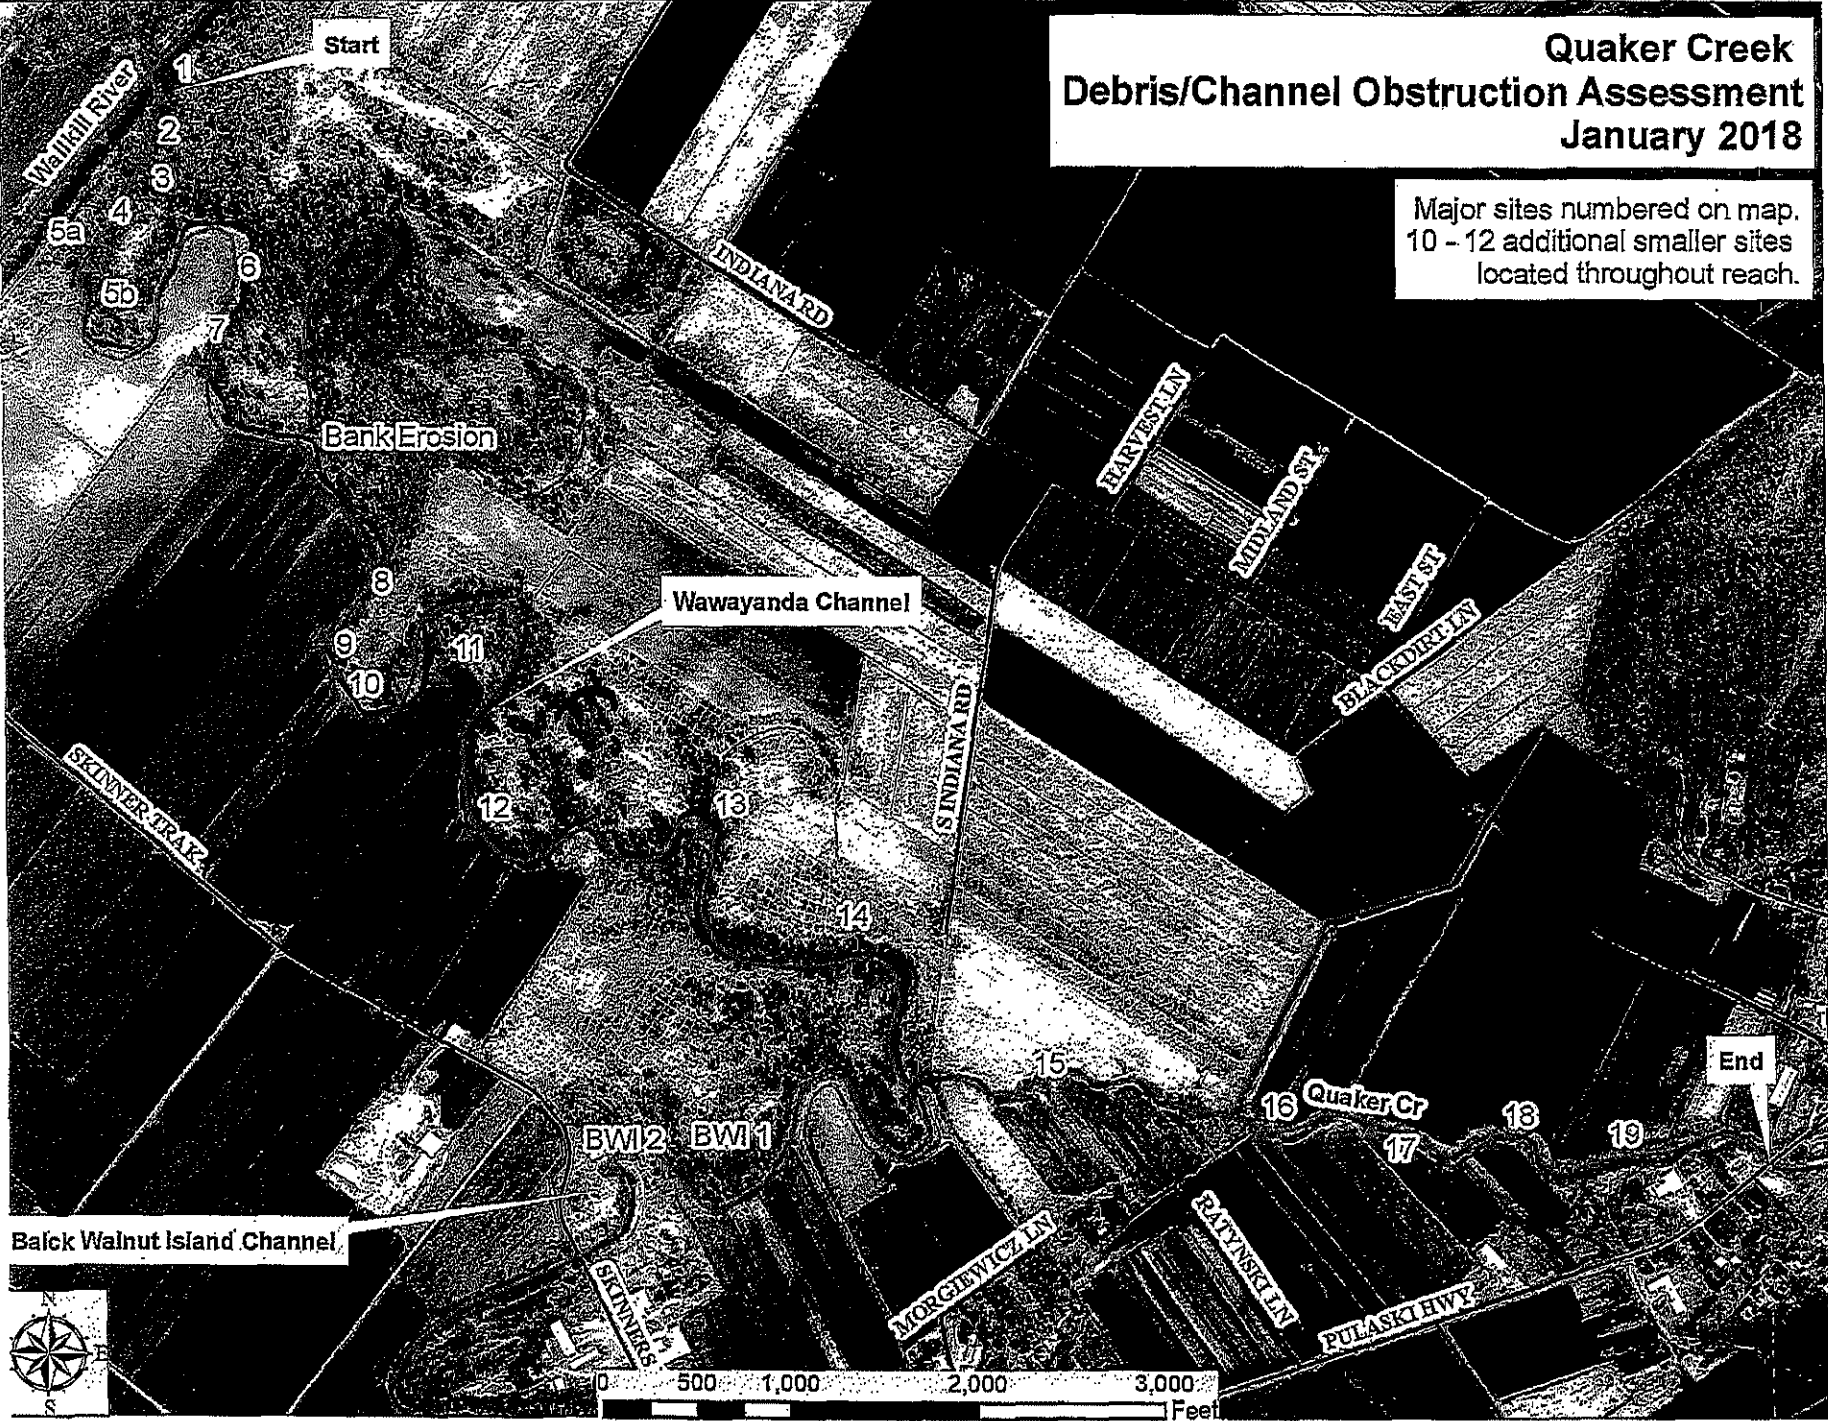 Quaker Creek
Debris/Channel Obstruction Assessment
January 2018
Major sites numbered on map.
10 - 12 additional smaller sites
located throughout reach.
Start
1
Wallkill River
2
3
4
5a
5b
6
7
INDIANA RD
Bank Erosion
HARVEST LN
MIDLAND ST
EAST ST
BLACKDIRT LN
8
9
10
11
Wawayanda Channel
S INDIANA RD
SKINNER TRAK
12
13
14
15
16
Quaker Cr
17
18
19
End
BWI 2
BWI 1
Balck Walnut Island Channel
SKINNERS
MORGIEWICZ LN
RATYNSKI LN
PULASKI HWY
N
E
S
0 500 1,000 2,000 3,000
Feet